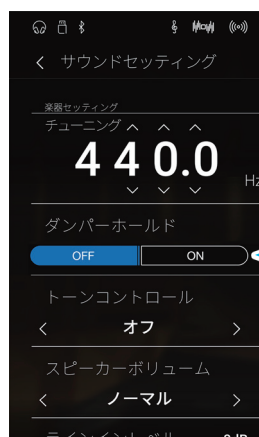 サウンドセッティング
楽器セッティング
チューニング
440.0
Hz
ダンパーホールド
OFF ON
トーンコントロール
オフ
スピーカーボリューム
ノーマル